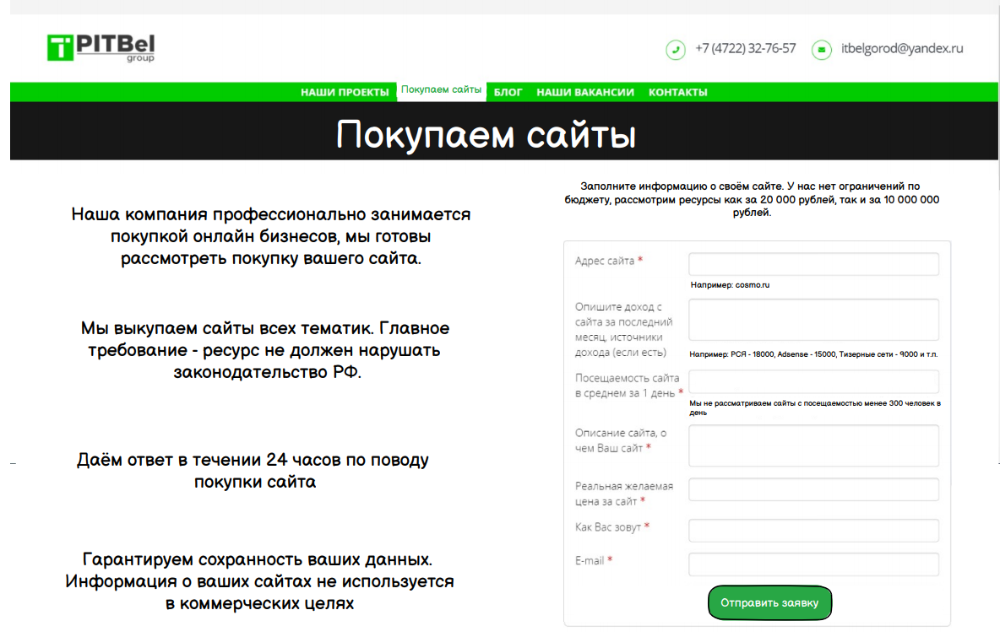 PITBel
group
+7 (4722) 32-76-57
itbelgorod@yandex.ru
НАШИ ПРОЕКТЫ Покупаем сайты БЛОГ НАШИ ВАКАНСИИ КОНТАКТЫ
Покупаем сайты
Наша компания профессионально занимается
покупкой онлайн бизнесов, мы готовы
рассмотреть покупку вашего сайта.
Мы выкупаем сайты всех тематик. Главное
требование - ресурс не должен нарушать
законодательство РФ.
Даём ответ в течении 24 часов по поводу
покупки сайта
Гарантируем сохранность ваших данных.
Информация о ваших сайтах не используется
в коммерческих целях
Заполните информацию о своём сайте. У нас нет ограничений по
бюджету, рассмотрим ресурсы как за 20 000 рублей, так и за 10 000 000
рублей.
Адрес сайта *
Например: cosmo.ru
Опишите доход с
сайта за последний
месяц, источники
дохода (если есть)
Например: РСЯ - 18000, Adsense - 15000, Тизерные сети - 9000 и т.п.
Посещаемость сайта
в среднем за 1 день *
Мы не рассматриваем сайты с посещаемостью менее 300 человек в
день
Описание сайта, о
чем Ваш сайт *
Реальная желаемая
цена за сайт *
Как Вас зовут *
E-mail *
Отправить заявку